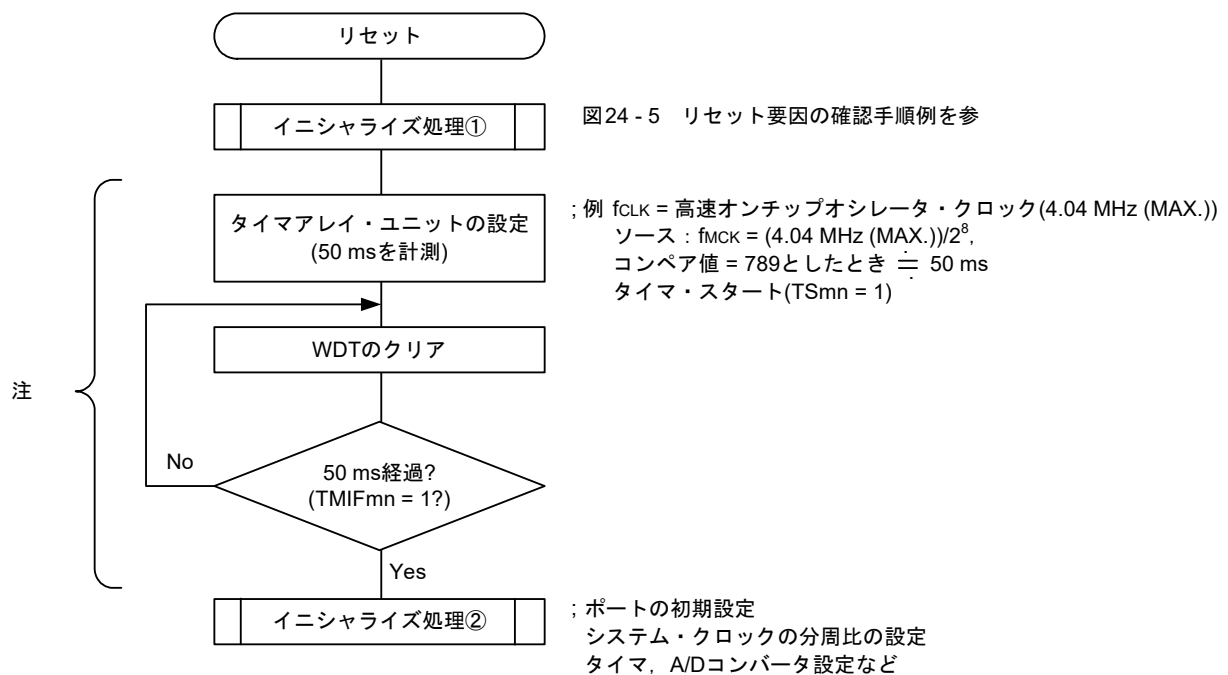 リセット
イニシャライズ処理①
図24 - 5　リセット要因の確認手順例を参
タイマアレイ・ユニットの設定
(50 msを計測)
; 例 fCLK = 高速オンチップオシレータ・クロック(4.04 MHz (MAX.))
ソース：fMCK = (4.04 MHz (MAX.))/2⁸,
コンペア値 = 789としたとき ≒ 50 ms
タイマ・スタート(TSmn = 1)
WDTのクリア
注
No
50 ms経過?
(TMIFmn = 1?)
Yes
イニシャライズ処理②
; ポートの初期設定
システム・クロックの分周比の設定
タイマ，A/Dコンバータ設定など